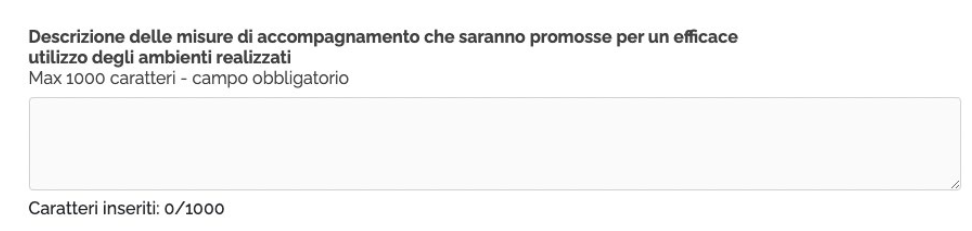 Descrizione delle misure di accompagnamento che saranno promosse per un efficace
utilizzo degli ambienti realizzati
Max 1000 caratteri - campo obbligatorio
Caratteri inseriti: 0/1000